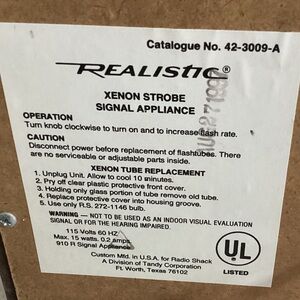 Catalogue No. 42-3009-A
REALISTIC®
XENON STROBE
SIGNAL APPLIANCE
OPERATION
Turn knob clockwise to turn on and to increase flash rate.
CAUTION
Disconnect power before replacement of flashtubes. There
are no serviceable or adjustable parts inside.
XENON TUBE REPLACEMENT
1. Unplug Unit. Allow to cool 10 minutes.
2. Pry off clear plastic protective front cover.
3. Holding only glass portion of tube remove old tube.
4. Replace protective cover into housing groove.
5. Use only R.S. 272-1146 bulb.
WARNING — NOT TO BE USED AS AN INDOOR VISUAL EVALUATION
SIGNAL OR FOR THE HEARING IMPAIRED.
115 Volts 60 HZ
Max. 15 watts, 0.2 amps
910 R Signal Appliance
UL
LISTED
Custom Mfd. in U.S.A. for Radio Shack
A Division of Tandy Corporation
Ft. Worth, Texas 76102